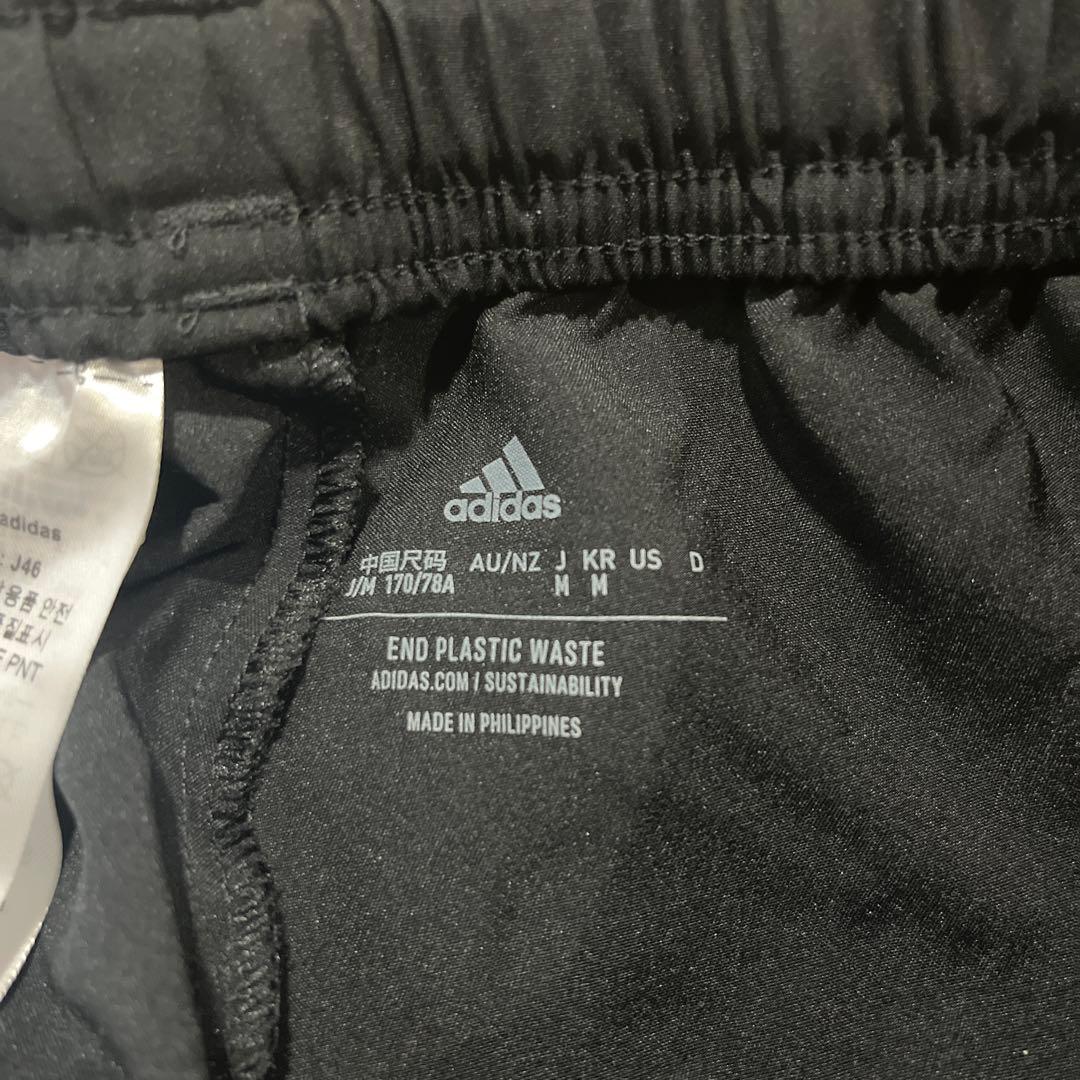 adidas
中国尺码 AU/NZ J KR US D
J/M 170/78A M M
END PLASTIC WASTE
ADIDAS.COM / SUSTAINABILITY
MADE IN PHILIPPINES
adidas
: J46
용품 안전
품질표시
PNT